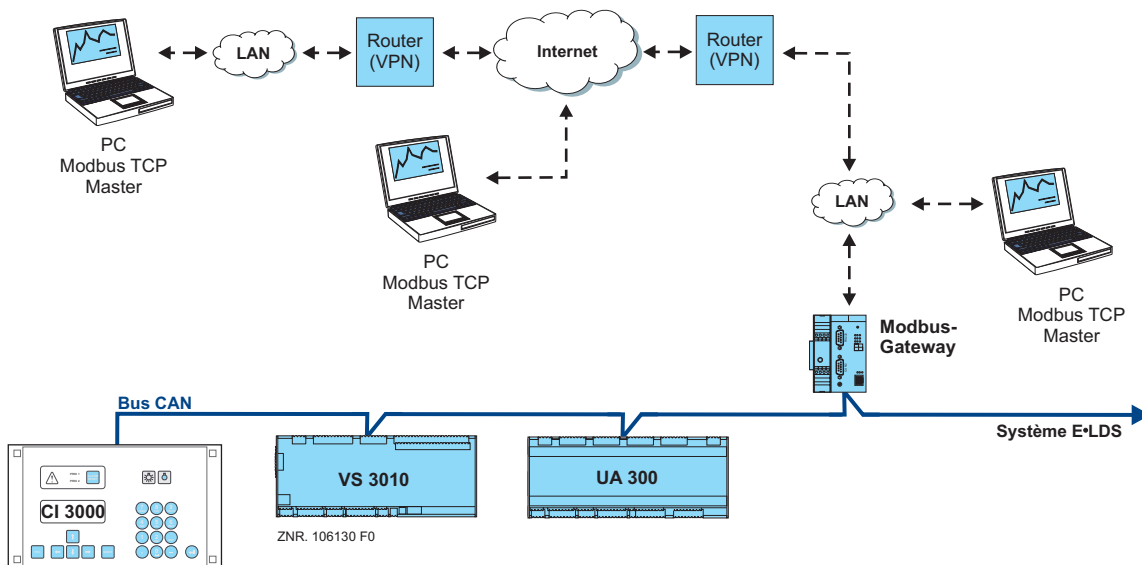 LAN
Router
(VPN)
Internet
Router
(VPN)
PC
Modbus TCP
Master
PC
Modbus TCP
Master
LAN
PC
Modbus TCP
Master
Modbus-
Gateway
Bus CAN
Système E•LDS
VS 3010
UA 300
CI 3000
ZNR. 106130 F0